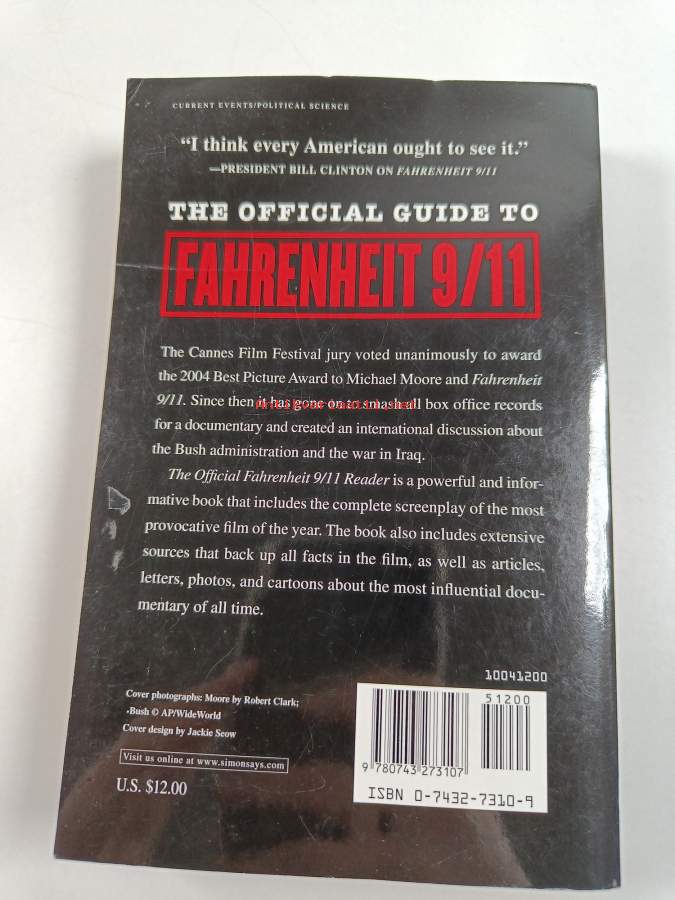 CURRENT EVENTS/POLITICAL SCIENCE
“I think every American ought to see it.”
—PRESIDENT BILL CLINTON ON FAHRENHEIT 9/11
THE OFFICIAL GUIDE TO
FAHRENHEIT 9/11
The Cannes Film Festival jury voted unanimously to award
the 2004 Best Picture Award to Michael Moore and Fahrenheit
9/11. Since then it has gone on to smash all box office records
for a documentary and created an international discussion about
the Bush administration and the war in Iraq.
The Official Fahrenheit 9/11 Reader is a powerful and infor-
mative book that includes the complete screenplay of the most
provocative film of the year. The book also includes extensive
sources that back up all facts in the film, as well as articles,
letters, photos, and cartoons about the most influential docu-
mentary of all time.
10041200
Cover photographs: Moore by Robert Clark;
Bush © AP/WideWorld
Cover design by Jackie Seow
Visit us online at www.simonsays.com
U.S. $12.00
51200
9 780743 273107
ISBN 0-7432-7310-9